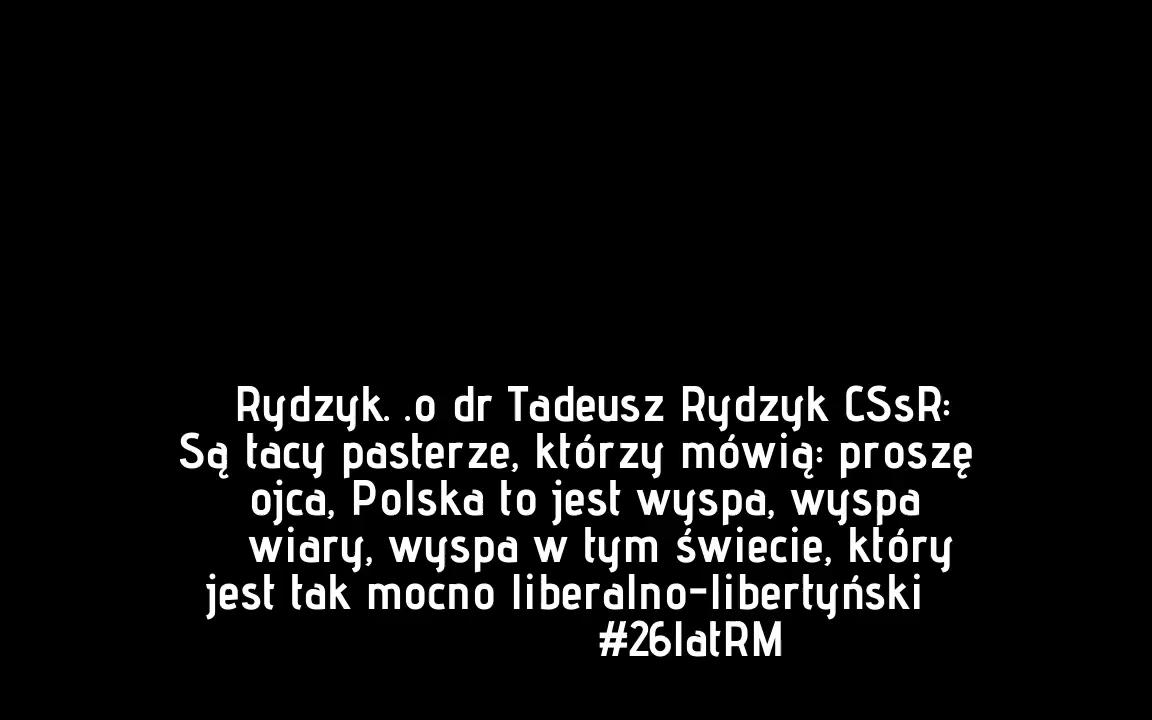 Rydzyk. .o dr Tadeusz Rydzyk CSsR:
Są tacy pasterze, którzy mówią: proszę
ojca, Polska to jest wyspa, wyspa
wiary, wyspa w tym świecie, który
jest tak mocno liberalno-libertyński
#26latRM